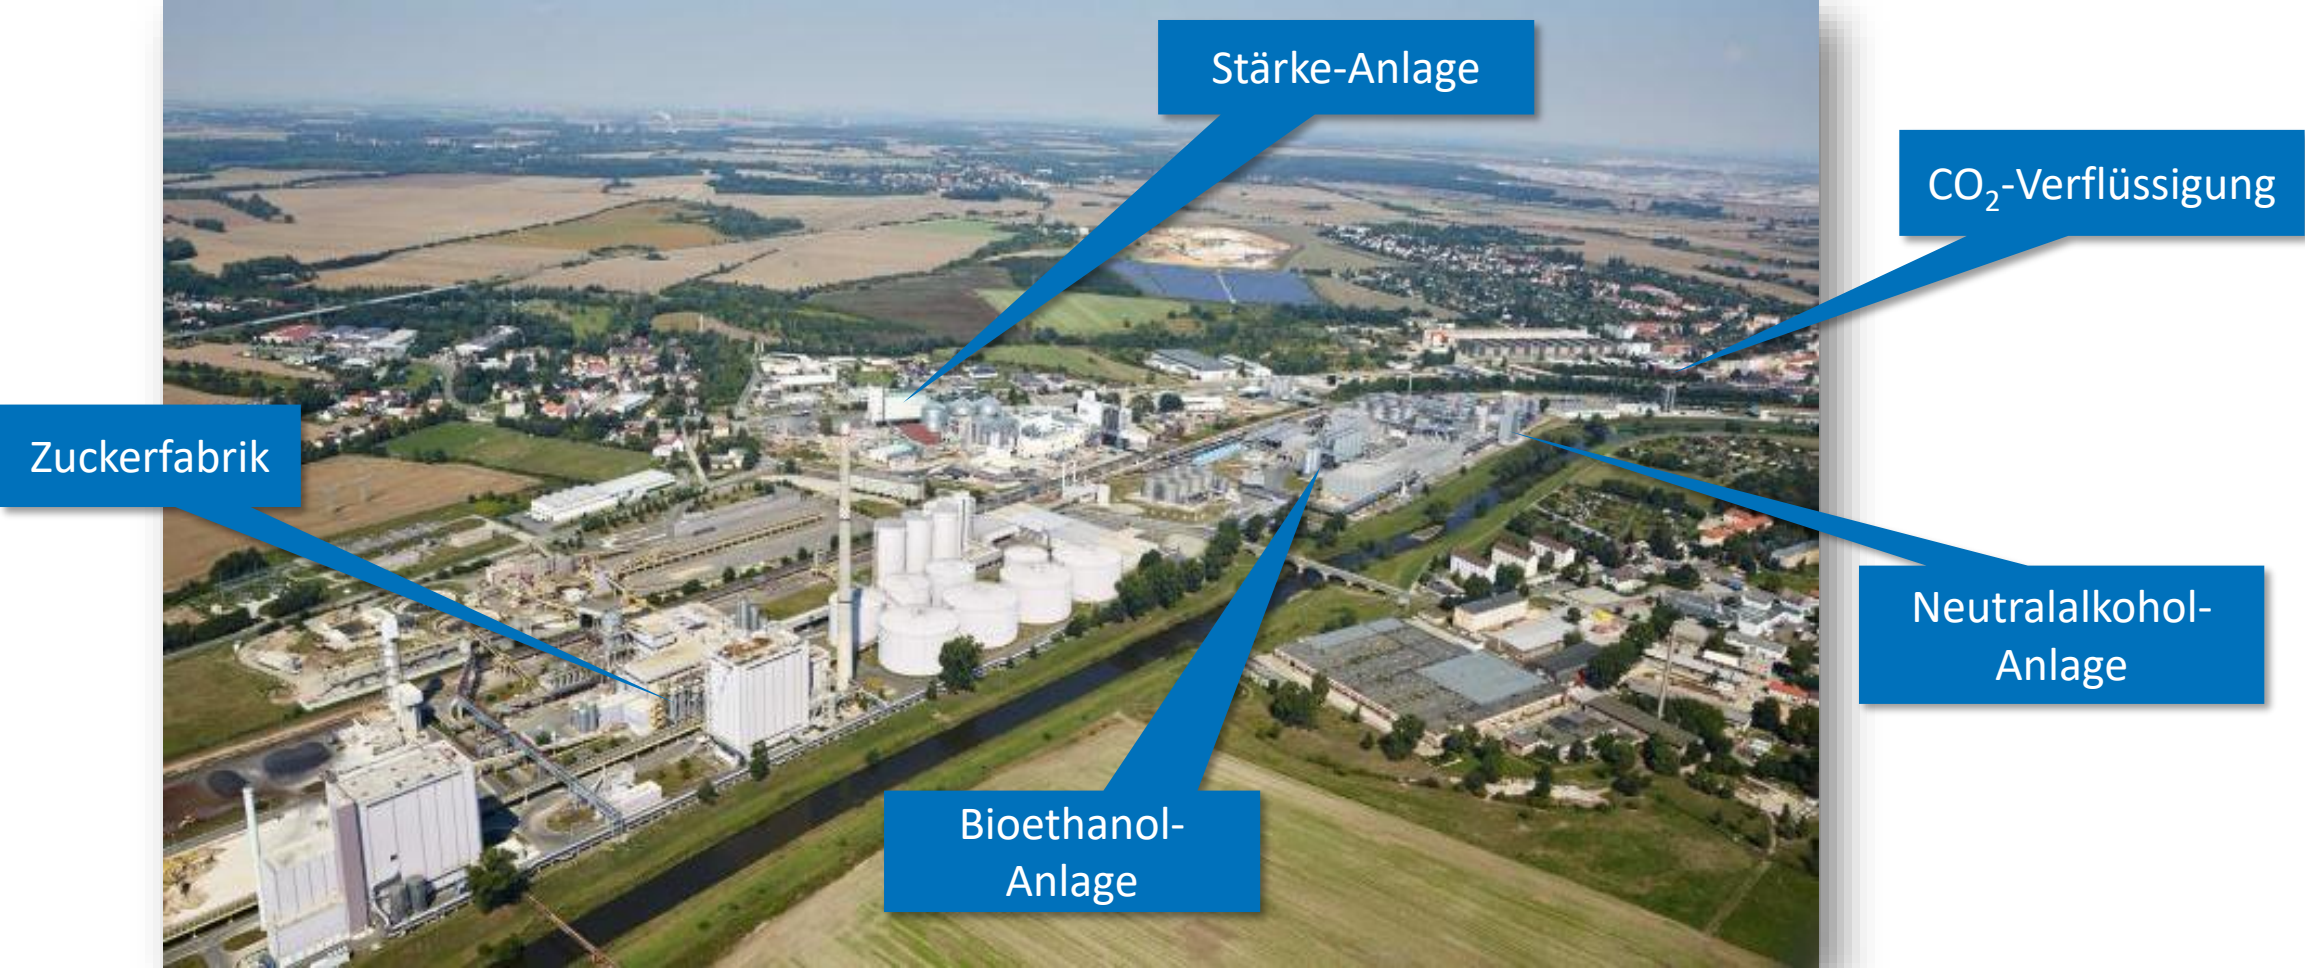 Stärke-Anlage
CO₂-Verflüssigung
Zuckerfabrik
Neutralalkohol-
Anlage
Bioethanol-
Anlage